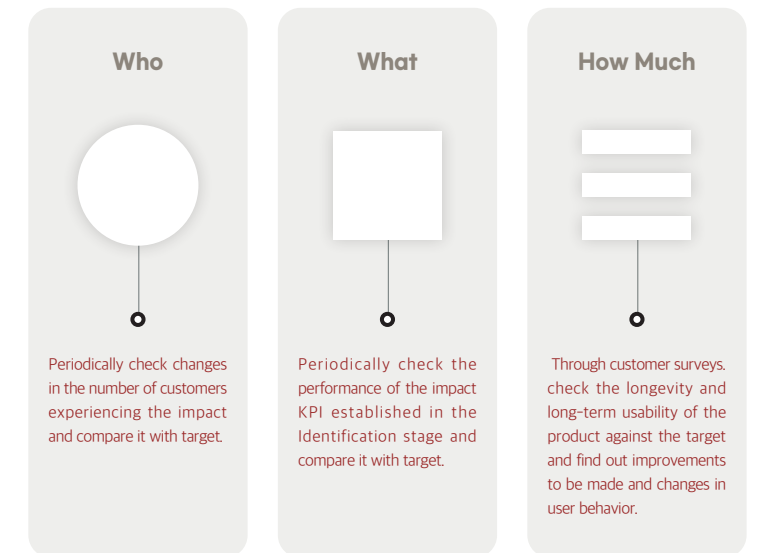 Who
Periodically check changes
in the number of customers
experiencing the impact
and compare it with target.
What
Periodically check the
performance of the impact
KPI established in the
Identification stage and
compare it with target.
How Much
Through customer surveys.
check the longevity and
long-term usability of the
product against the target
and find out improvements
to be made and changes in
user behavior.